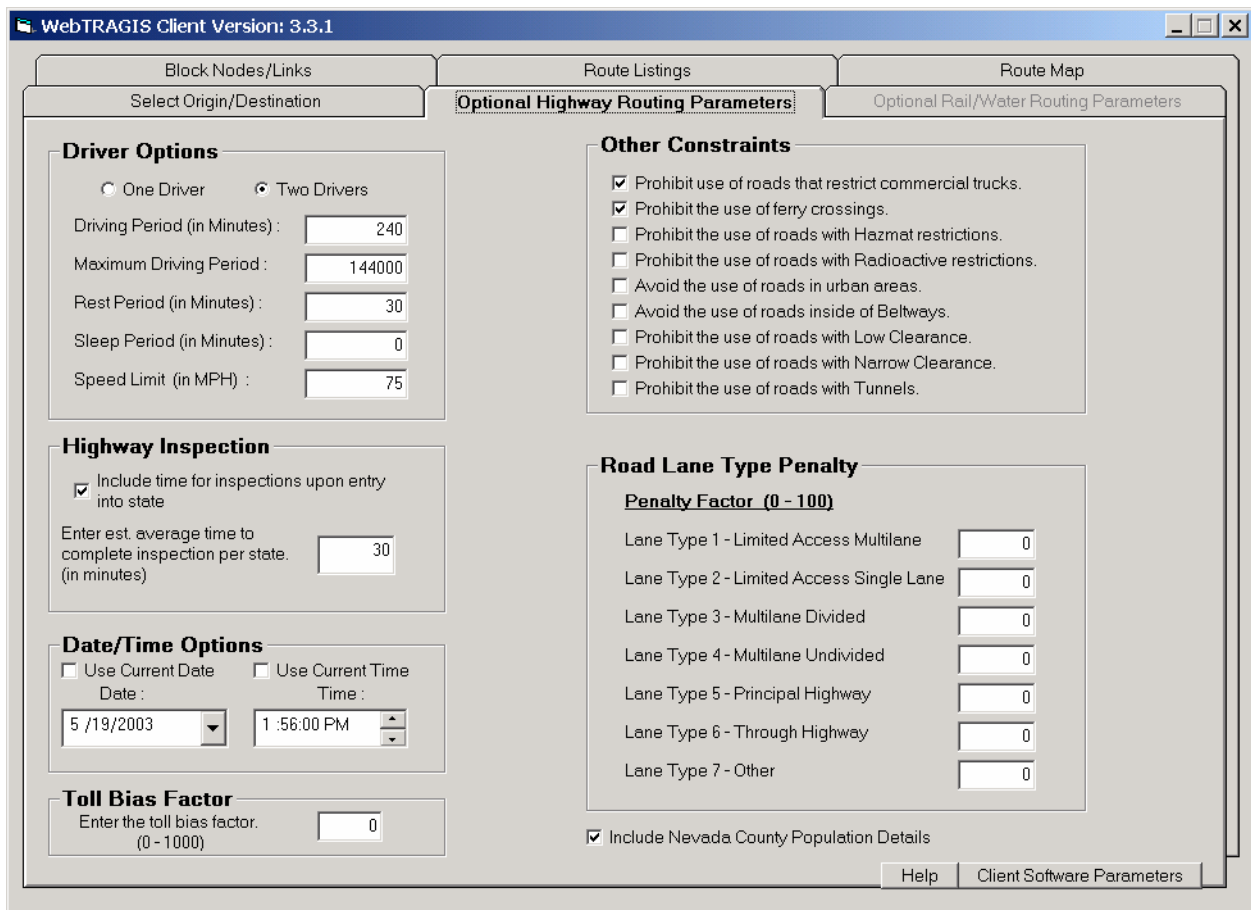 WebTRAGIS Client Version: 3.3.1
Block Nodes/Links
Route Listings
Route Map
Select Origin/Destination
Optional Highway Routing Parameters
Optional Rail/Water Routing Parameters
Driver Options
One Driver
Two Drivers
Driving Period (in Minutes) :
240
Maximum Driving Period :
144000
Rest Period (in Minutes) :
30
Sleep Period (in Minutes) :
0
Speed Limit (in MPH) :
75
Highway Inspection
Include time for inspections upon entry
into state
Enter est. average time to
complete inspection per state.
(in minutes)
30
Date/Time Options
Use Current Date
Use Current Time
Date :
Time :
5 /19/2003
1 :56:00 PM
Toll Bias Factor
Enter the toll bias factor.
(0 - 1000)
0
Other Constraints
Prohibit use of roads that restrict commercial trucks.
Prohibit the use of ferry crossings.
Prohibit the use of roads with Hazmat restrictions.
Prohibit the use of roads with Radioactive restrictions.
Avoid the use of roads in urban areas.
Avoid the use of roads inside of Beltways.
Prohibit the use of roads with Low Clearance.
Prohibit the use of roads with Narrow Clearance.
Prohibit the use of roads with Tunnels.
Road Lane Type Penalty
Penalty Factor (0 - 100)
Lane Type 1 - Limited Access Multilane
0
Lane Type 2 - Limited Access Single Lane
0
Lane Type 3 - Multilane Divided
0
Lane Type 4 - Multilane Undivided
0
Lane Type 5 - Principal Highway
0
Lane Type 6 - Through Highway
0
Lane Type 7 - Other
0
Include Nevada County Population Details
Help
Client Software Parameters